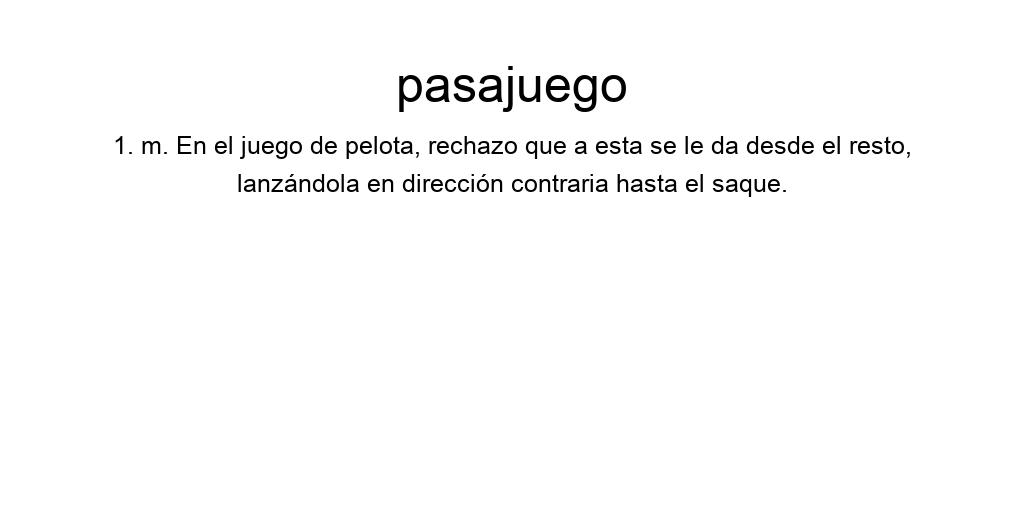 pasajuego
1. m. En el juego de pelota, rechazo que a esta se le da desde el resto,
lanzándola en dirección contraria hasta el saque.